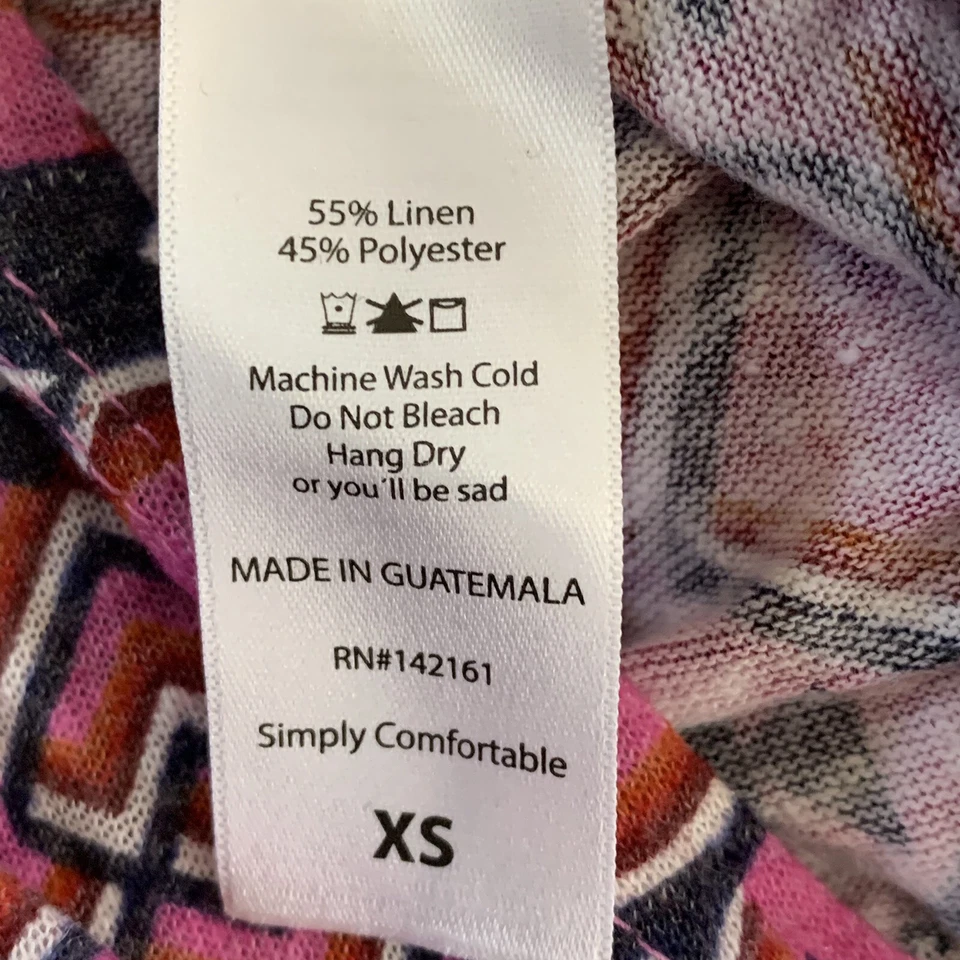 55% Linen
45% Polyester
Machine Wash Cold
Do Not Bleach
Hang Dry
or you´ll be sad
MADE IN GUATEMALA
RN#142161
Simply Comfortable
XS